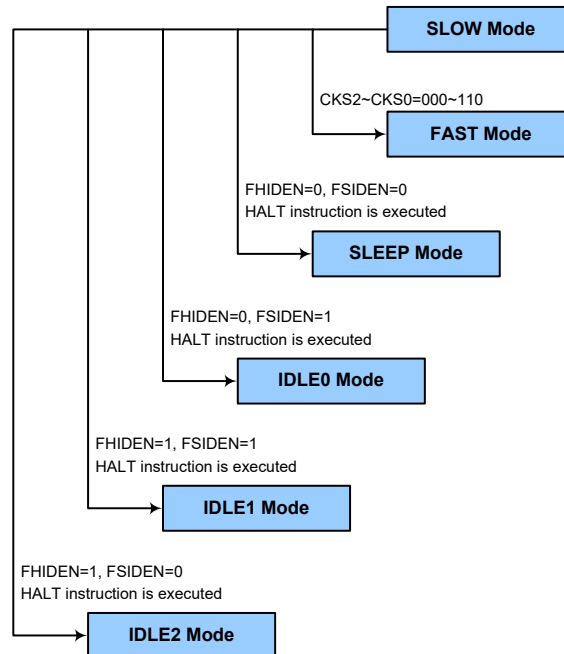 SLOW Mode
CKS2~CKS0=000~110
FAST Mode
FHIDEN=0, FSIDEN=0
HALT instruction is executed
SLEEP Mode
FHIDEN=0, FSIDEN=1
HALT instruction is executed
IDLE0 Mode
FHIDEN=1, FSIDEN=1
HALT instruction is executed
IDLE1 Mode
FHIDEN=1, FSIDEN=0
HALT instruction is executed
IDLE2 Mode